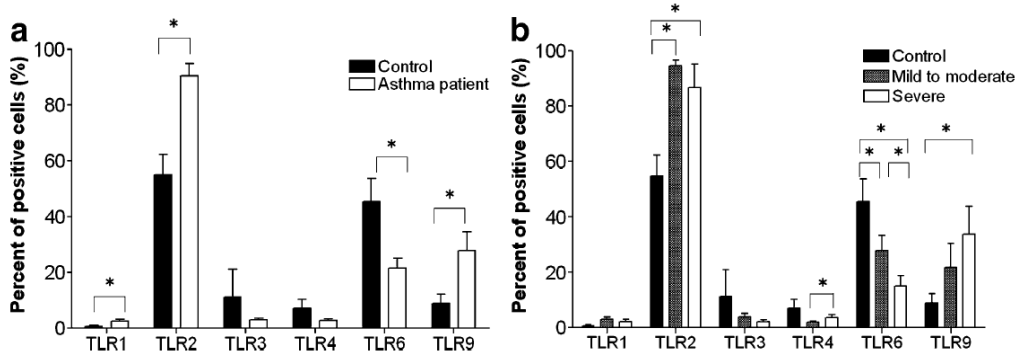 a
Percent of positive cells (%)
100
80
60
40
20
0
Control
Asthma patient
*
*
*
*
TLR1 TLR2 TLR3 TLR4 TLR6 TLR9
b
Percent of positive cells (%)
100
80
60
40
20
0
Control
Mild to moderate
Severe
*
*
*
*
*
*
*
TLR1 TLR2 TLR3 TLR4 TLR6 TLR9